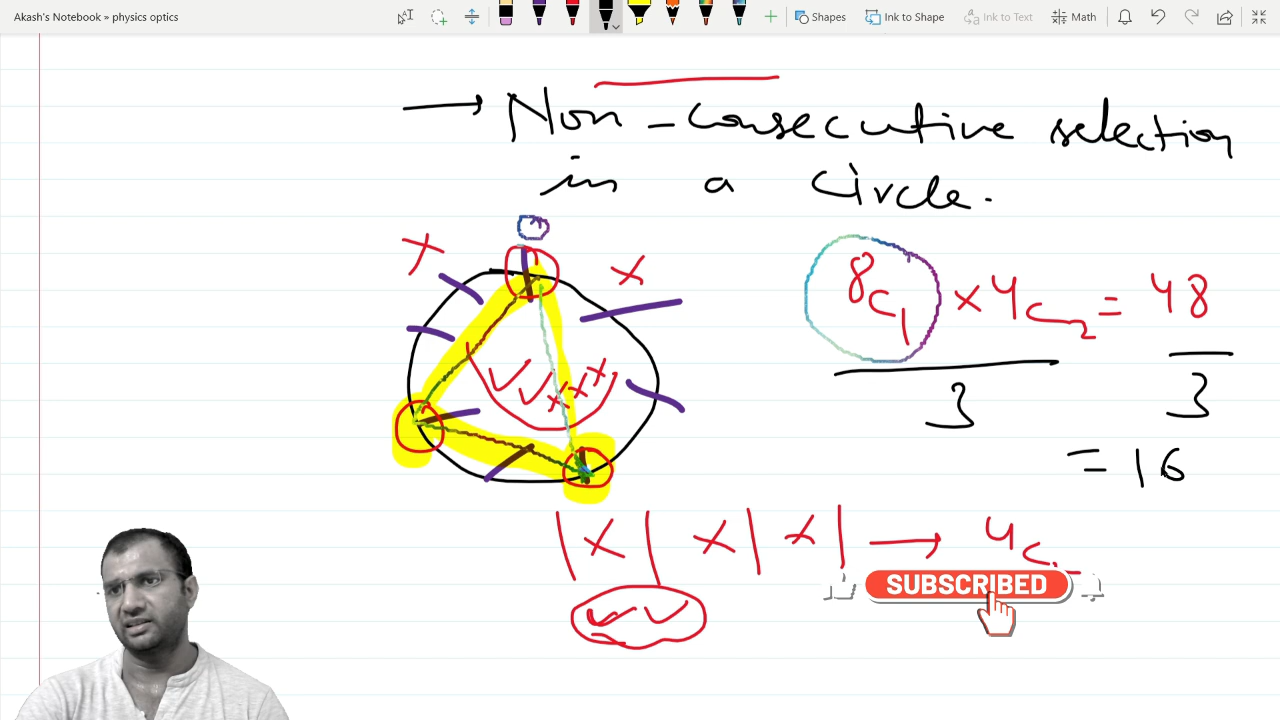 Akash's Notebook » physics optics
Shapes
Ink to Shape
Ink to Text
Math
→ Non-consecutive selection
in a circle.
8C1 × 4C2 = 48
3 3
= 16
X X
✓ ✓ × × ×
| × | × | × | → 4C
SUBSCRIBED
✓ ✓